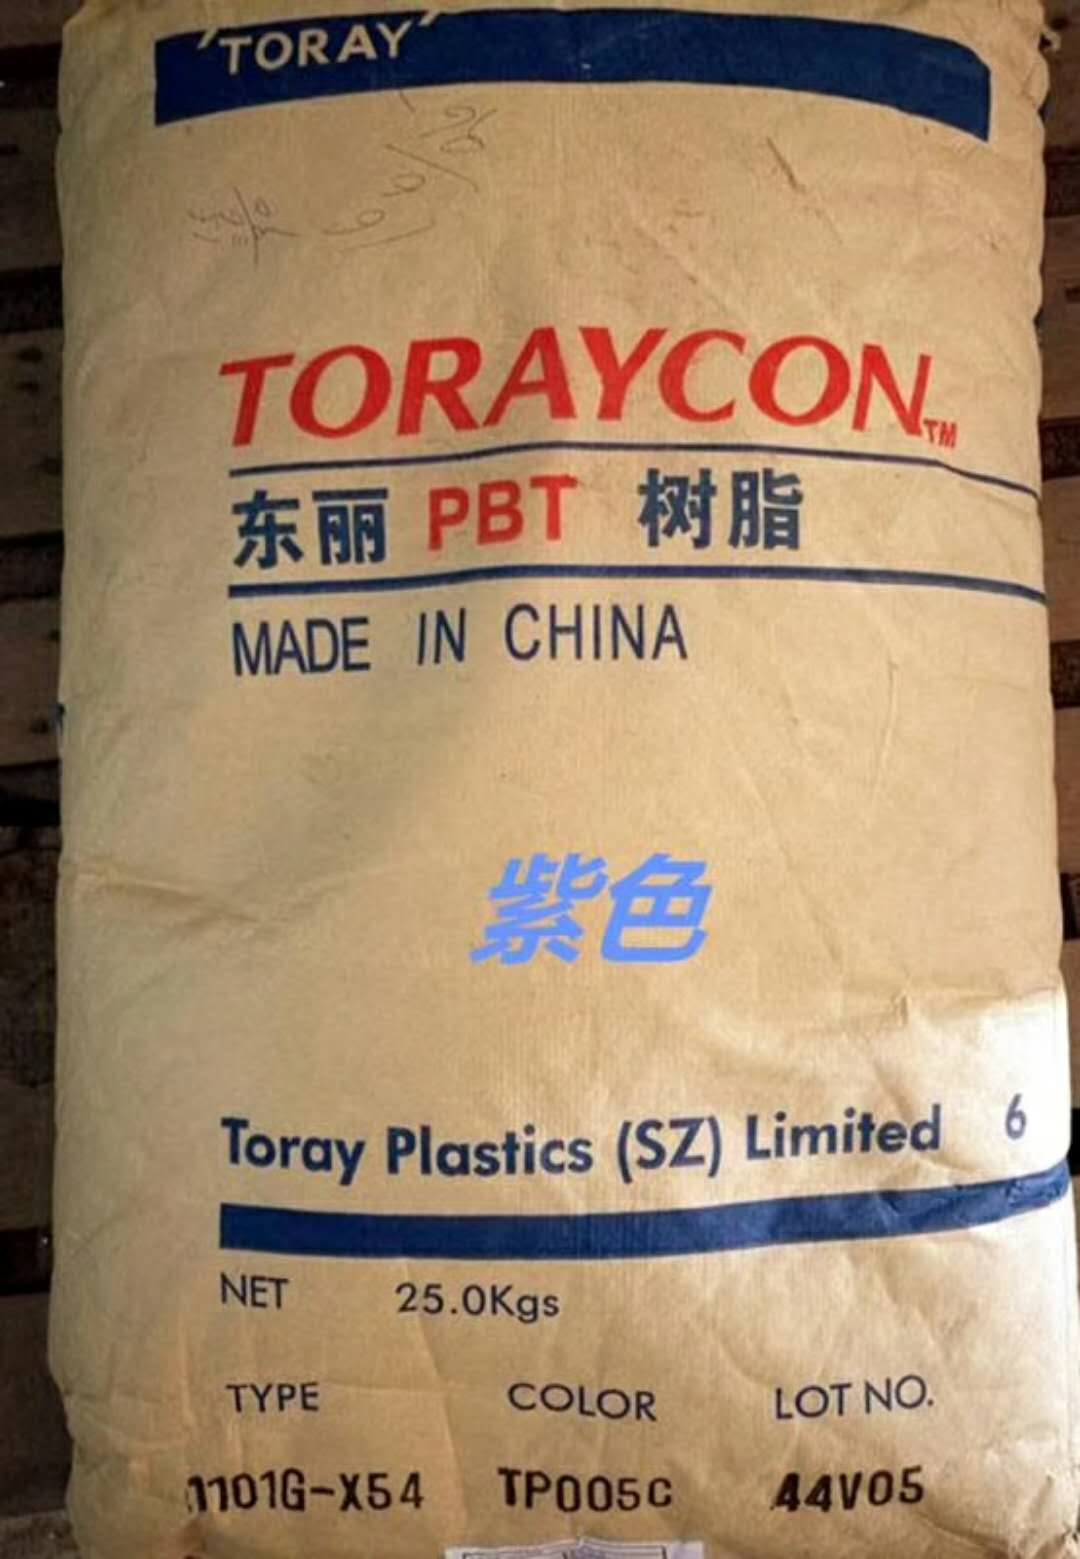 'TORAY'
TORAYCON™
东丽 PBT 树脂
MADE IN CHINA
紫色
Toray Plastics (SZ) Limited 6
NET 25.0Kgs
TYPE COLOR LOT NO.
1101G-X54 TP005C 44V05